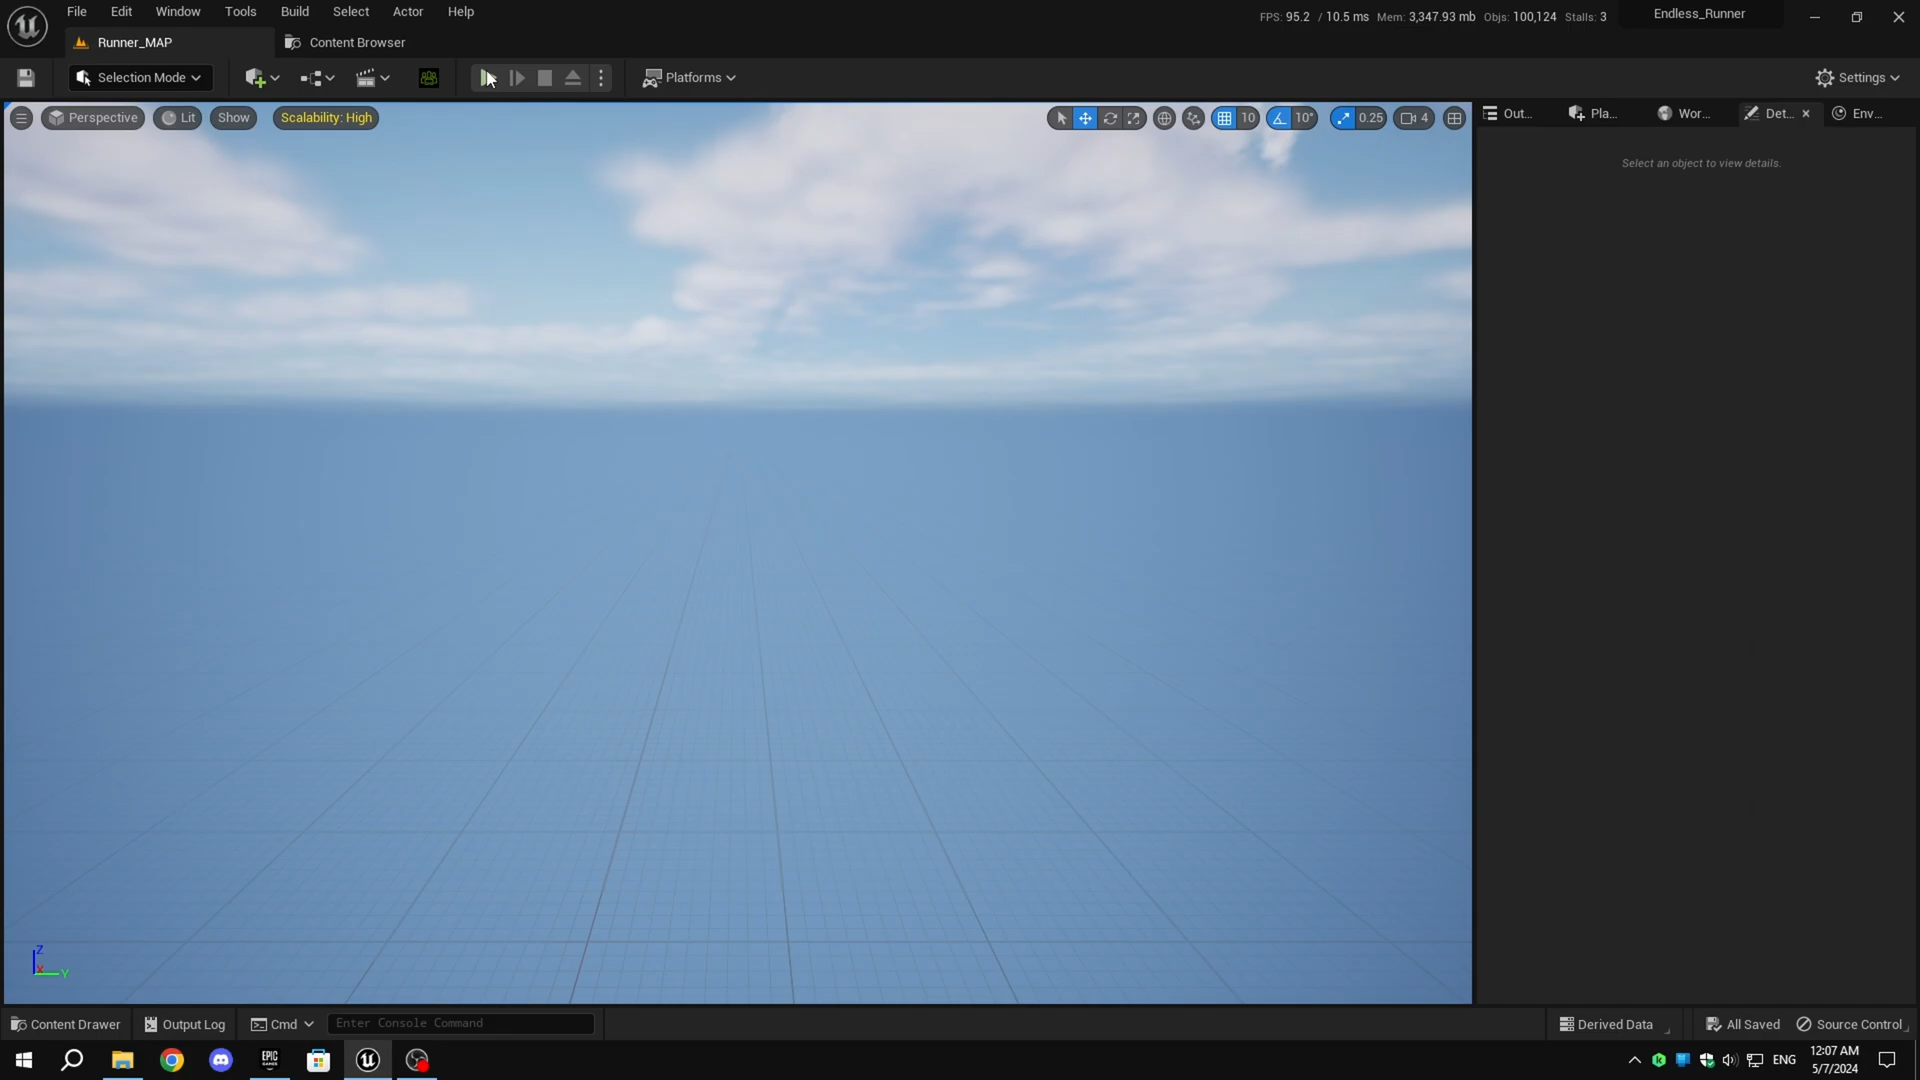 File Edit Window Tools Build Select Actor Help
FPS: 95.2 / 10.5 ms Mem: 3,347.93 mb Objs: 100,124 Stalls: 3
Endless_Runner
Runner_MAP
Content Browser
Selection Mode
Platforms
Settings
Perspective
Lit
Show
Scalability: High
10
10°
0.25
4
Out...
Pla...
Wor...
Det...
Env...
Select an object to view details.
Z
X
Y
Content Drawer
Output Log
Cmd
Enter Console Command
Derived Data
All Saved
Source Control
EPIC
GAMES
ENG
12:07 AM
5/7/2024